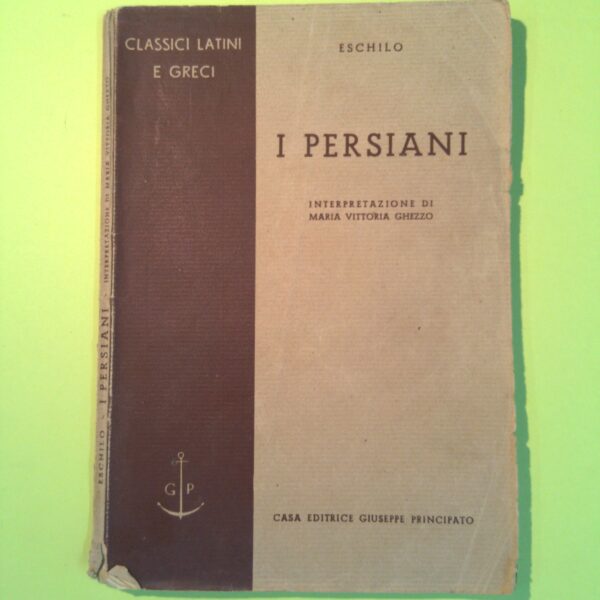 CLASSICI LATINI
E GRECI
ESCHILO
I PERSIANI
INTERPRETAZIONE DI
MARIA VITTORIA GHEZZO
G P
CASA EDITRICE GIUSEPPE PRINCIPATO
ESCHILO - I PERSIANI - INTERPRETAZIONE DI MARIA VITTORIA GHEZZO